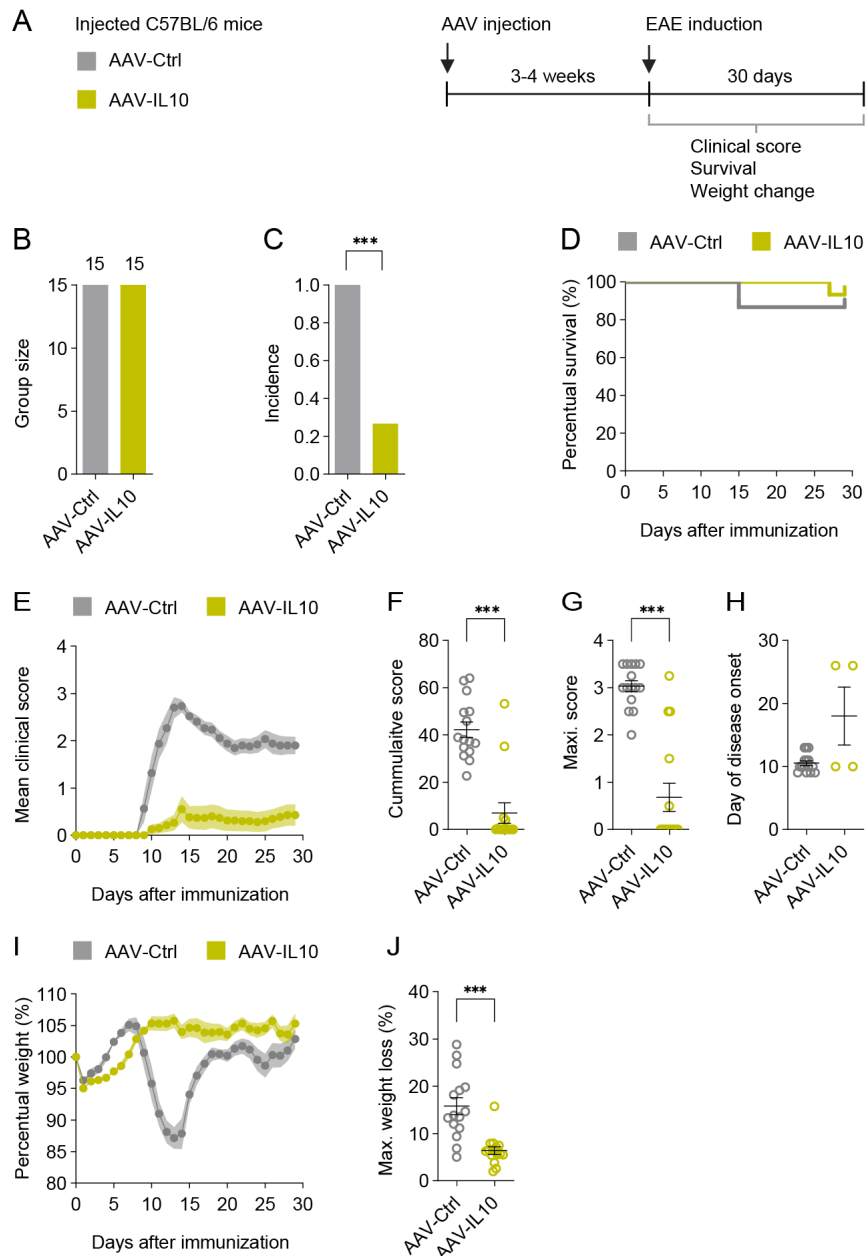 A
Injected C57BL/6 mice
AAV-Ctrl
AAV-IL10
AAV injection
EAE induction
3-4 weeks
30 days
Clinical score
Survival
Weight change
B
15 15
Group size
15
10
5
0
AAV-Ctrl
AAV-IL10
C
***
Incidence
1.0
0.8
0.6
0.4
0.2
0.0
AAV-Ctrl
AAV-IL10
D
AAV-Ctrl
AAV-IL10
Percentual survival (%)
100
80
60
40
20
0
0 5 10 15 20 25 30
Days after immunization
E
AAV-Ctrl
AAV-IL10
Mean clinical score
4
3
2
1
0
0 5 10 15 20 25 30
Days after immunization
F
***
Cummulaitve score
80
60
40
20
0
AAV-Ctrl
AAV-IL10
G
***
Maxi. score
4
3
2
1
0
AAV-Ctrl
AAV-IL10
H
Day of disease onset
30
20
10
0
AAV-Ctrl
AAV-IL10
I
AAV-Ctrl
AAV-IL10
Percentual weight (%)
110
105
100
95
90
85
80
0 5 10 15 20 25 30
Days after immunization
J
***
Max. weight loss (%)
40
30
20
10
0
AAV-Ctrl
AAV-IL10